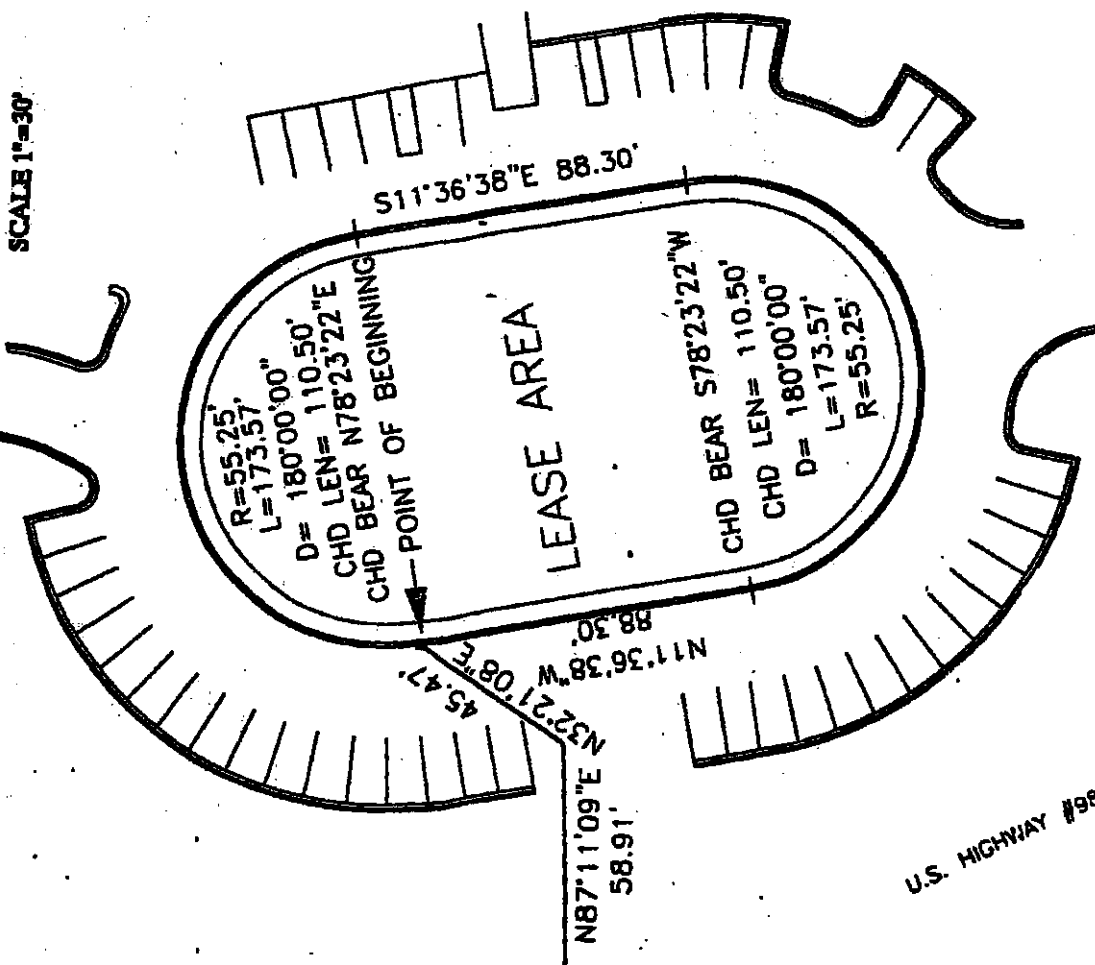 SCALE 1"=30'
S11°36'38"E 88.30'
R=55.25'
L=173.57'
D= 180°00'00"
CHD LEN= 110.50'
CHD BEAR N78°23'22"E
POINT OF BEGINNING
LEASE AREA
CHD BEAR S78°23'22"W
CHD LEN= 110.50'
D= 180°00'00"
L=173.57'
R=55.25'
N11°36'38"W
88.30'
N32°21'08"E
45.47'
N87°11'09"E
58.91'
U.S. HIGHWAY #98